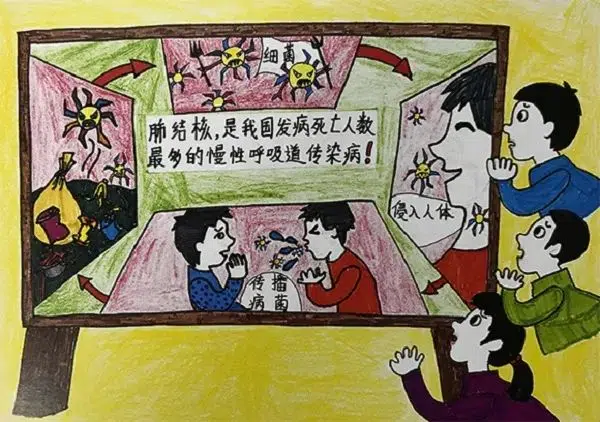 细菌
肺结核,是我国发病死亡人数
最多的慢性呼吸道传染病!
侵入人体
传播
病菌